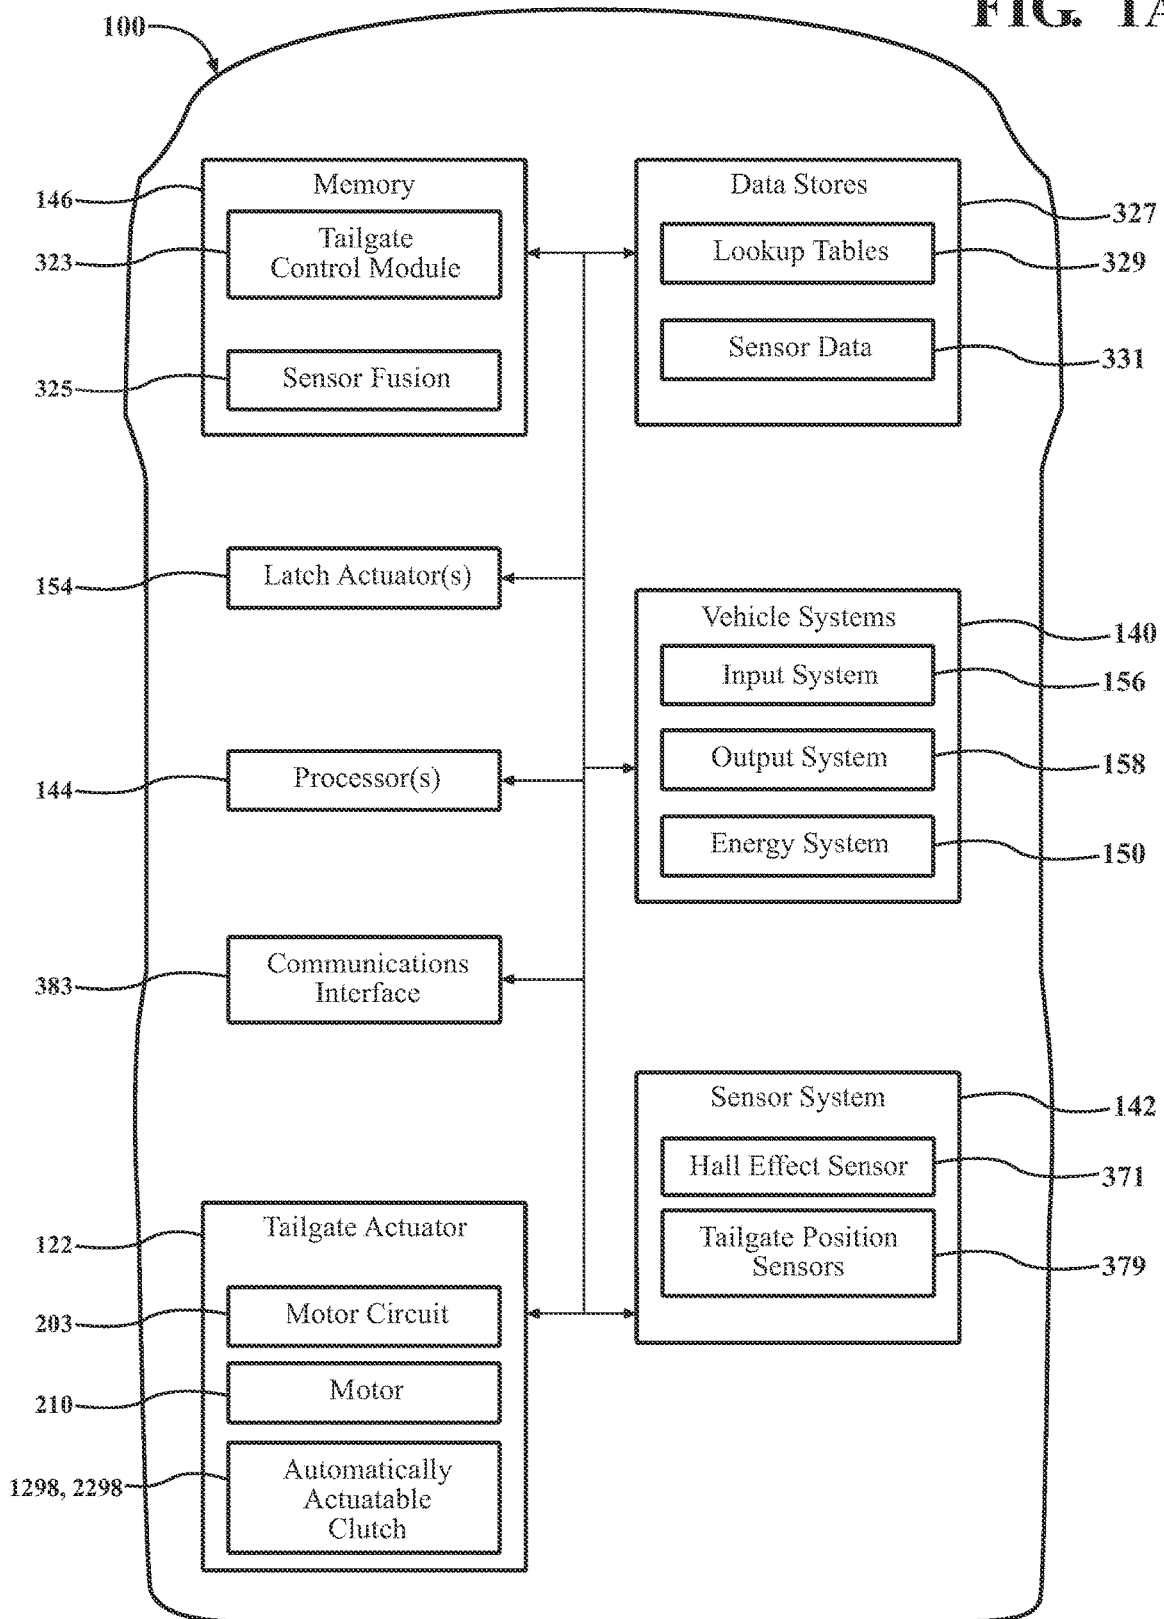 FIG. 1A
100
146
Memory
323
Tailgate
Control Module
325
Sensor Fusion
Data Stores
327
Lookup Tables
329
Sensor Data
331
154
Latch Actuator(s)
144
Processor(s)
383
Communications
Interface
Vehicle Systems
140
Input System
156
Output System
158
Energy System
150
Sensor System
142
Hall Effect Sensor
371
Tailgate Position
Sensors
379
122
Tailgate Actuator
203
Motor Circuit
210
Motor
1298, 2298
Automatically
Actuatable
Clutch